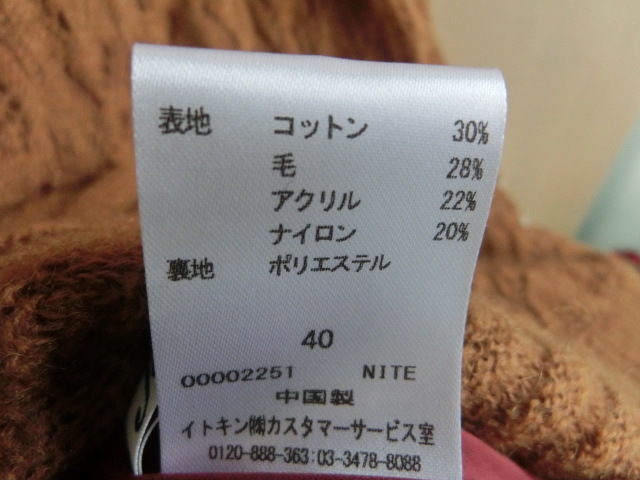 表地 コットン 30%
毛 28%
アクリル 22%
ナイロン 20%
裏地 ポリエステル
40
00002251 NITE
中国製
イトキン㈱カスタマーサービス室
0120-888-363:03-3478-8088